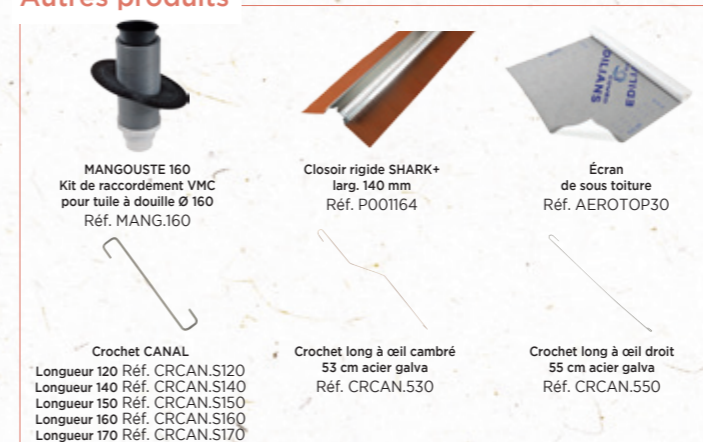 Autres produits
MANGOUSTE 160
Kit de raccordement VMC
pour tuile à douille Ø 160
Réf. MANG.160
Closoir rigide SHARK+
larg. 140 mm
Réf. P001164
EDILIANS
Écran
de sous toiture
Réf. AEROTOP30
Crochet CANAL
Longueur 120 Réf. CRCAN.S120
Longueur 140 Réf. CRCAN.S140
Longueur 150 Réf. CRCAN.S150
Longueur 160 Réf. CRCAN.S160
Longueur 170 Réf. CRCAN.S170
Crochet long à œil cambré
53 cm acier galva
Réf. CRCAN.530
Crochet long à œil droit
55 cm acier galva
Réf. CRCAN.550